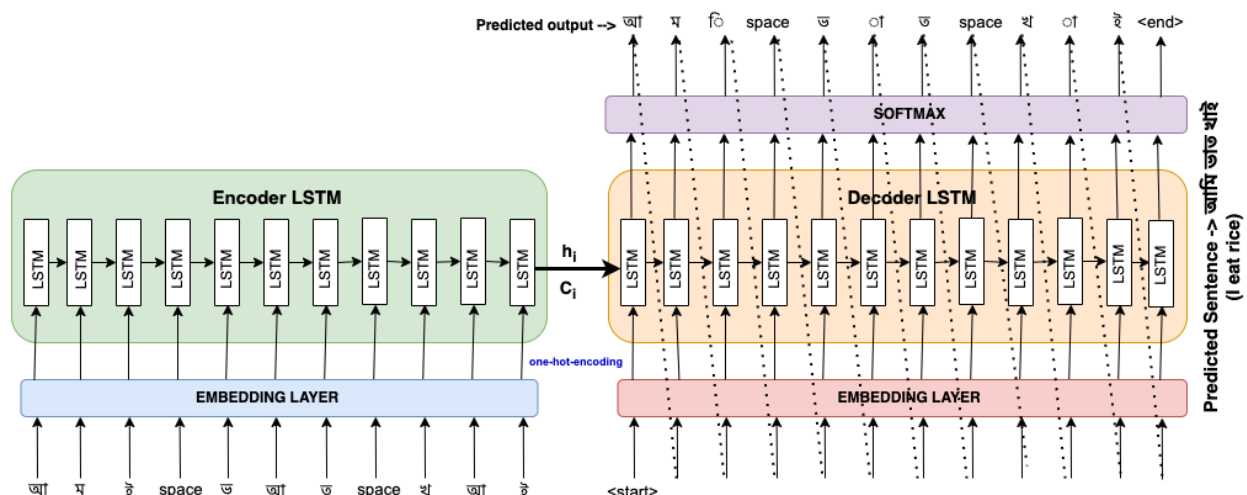 Predicted output --> আ ম ি space ভ া ত space খ া ই <end>
SOFTMAX
Encoder LSTM
Decoder LSTM
LSTM LSTM LSTM LSTM LSTM LSTM LSTM LSTM LSTM LSTM LSTM
hi
Ci
LSTM LSTM LSTM LSTM LSTM LSTM LSTM LSTM LSTM LSTM LSTM LSTM
one-hot-encoding
EMBEDDING LAYER
EMBEDDING LAYER
আ ম ই space ভ আ ত space খ আ ই
<start>
Predicted Sentence -> আমি ভাত খাই
(I eat rice)